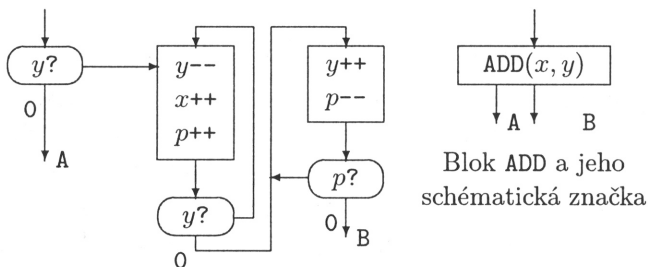 y?
0
A
y--
x++
p++
y?
0
y++
p--
p?
0
B
ADD(x, y)
A B
Blok ADD a jeho
schématická značka